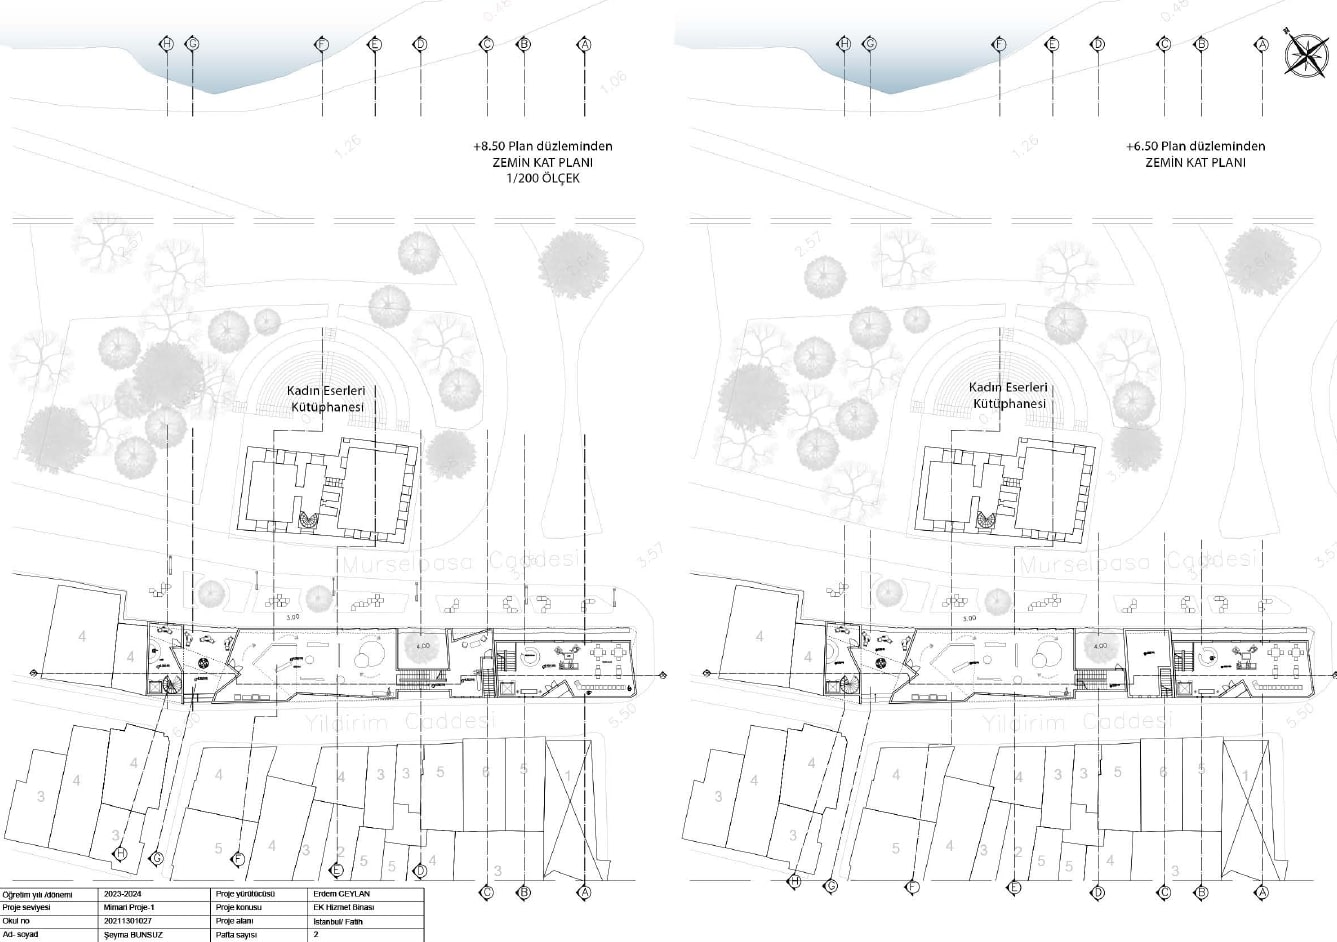 H G F E D C B A
H G F E D C B A
0.48
0.48
1.06
1.26
1.26
+8.50 Plan düzleminden
ZEMİN KAT PLANI
1/200 ÖLÇEK
+6.50 Plan düzleminden
ZEMİN KAT PLANI
2.57
2.64
2.57
2.64
Kadın Eserleri
Kütüphanesi
Kadın Eserleri
Kütüphanesi
Murselpasa Caddesi
3.57
Murselpasa Caddesi
3.57
3.00
4.00
3.00
4.00
4
4
4
4
Yildirim Caddesi
5.50
Yildirim Caddesi
5.50
3 4 4 3 4 5 4 3 4 2 3 5 3 5 5 4 6 3 5 1
3 4 4 3 4 5 4 3 4 2 3 5 3 5 5 4 6 3 5 1
H G F E D C B A
H G F E D C B A
Öğretim yılı /dönemi 2023-2024 Proje yürütücüsü Erdem CEYLAN
Proje seviyesi Mimari Proje-1 Proje konusu EK Hizmet Binası
Okul no 20211301027 Proje alanı İstanbul/ Fatih
Ad- soyad Şeyma BUNSUZ Pafta sayısı 2